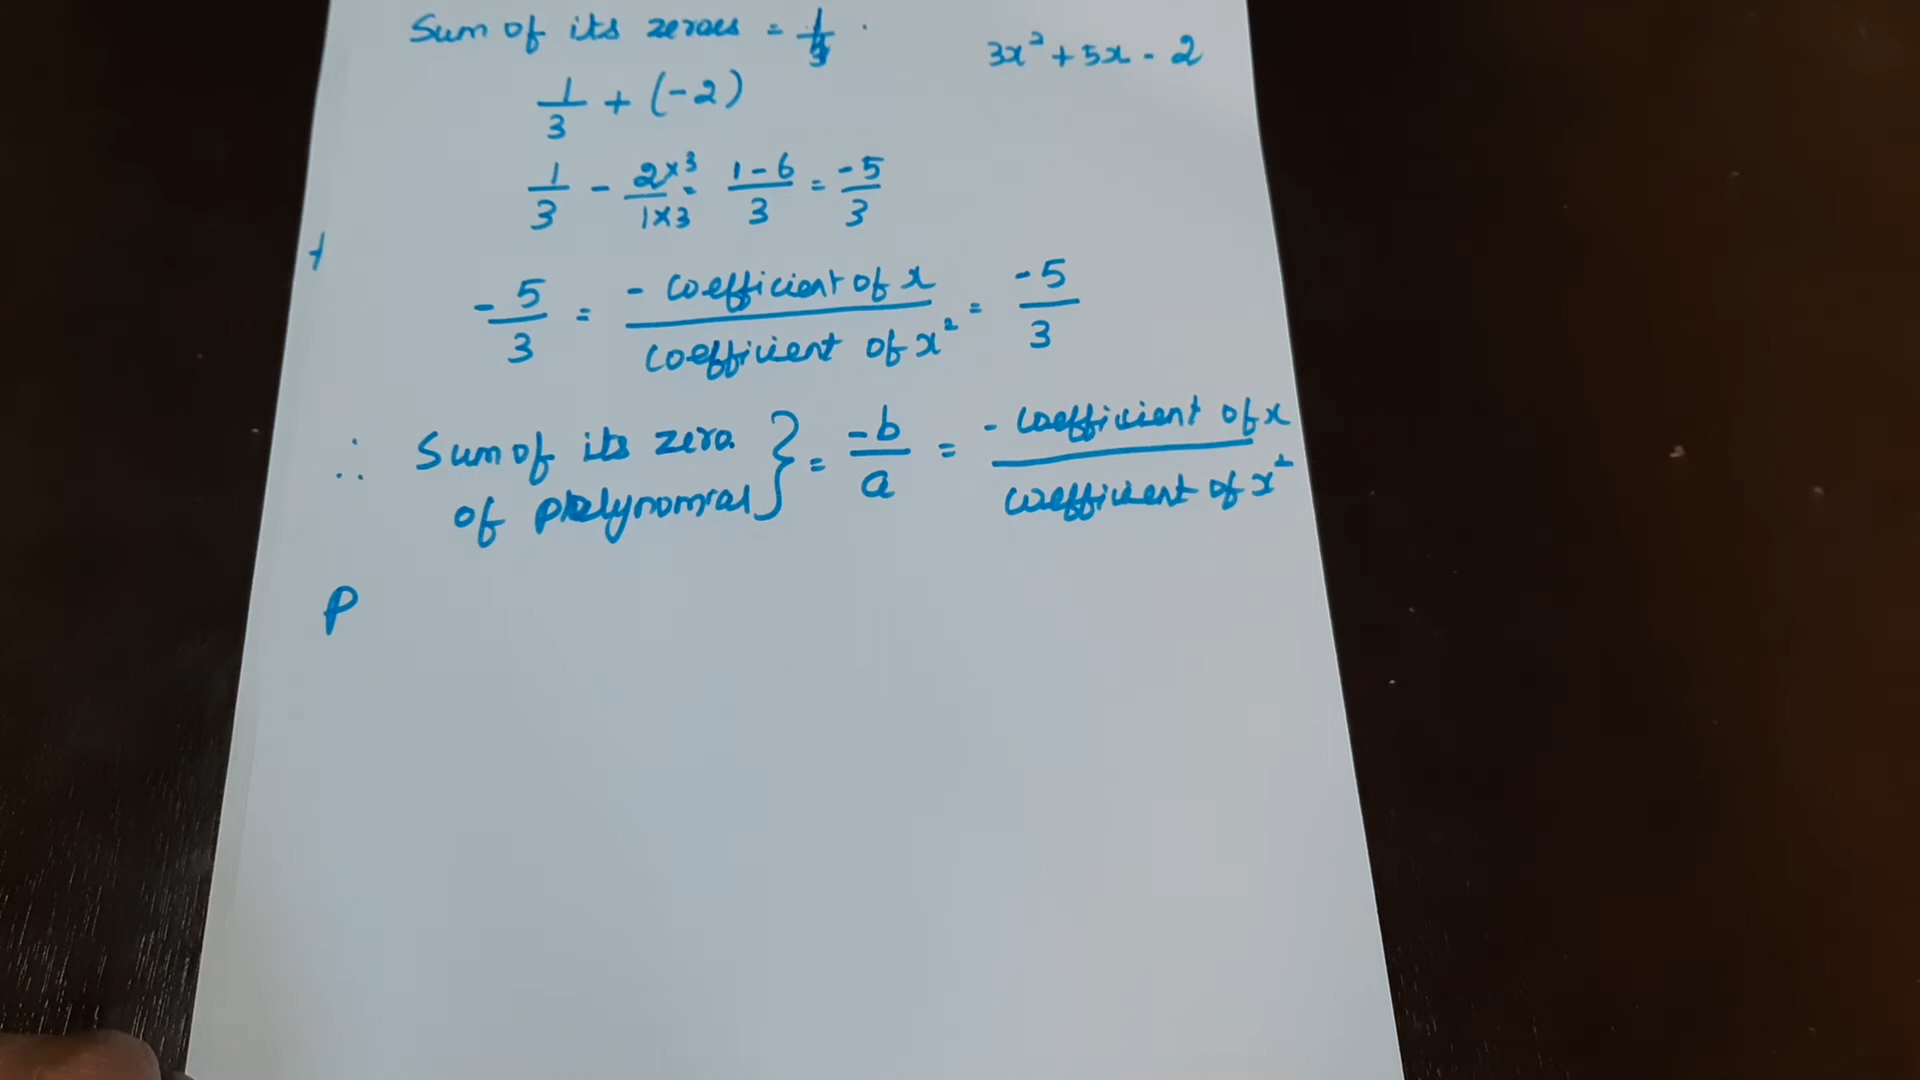 Sum of its zeroes = 1/3
3x² + 5x - 2
1/3 + (-2)
1/3 - 2×3/1×3 = 1-6/3 = -5/3
-5/3 = - coefficient of x/coefficient of x² = -5/3
∴ Sum of its zero of polynomial } = -b/a = - coefficient of x/coefficient of x²
P